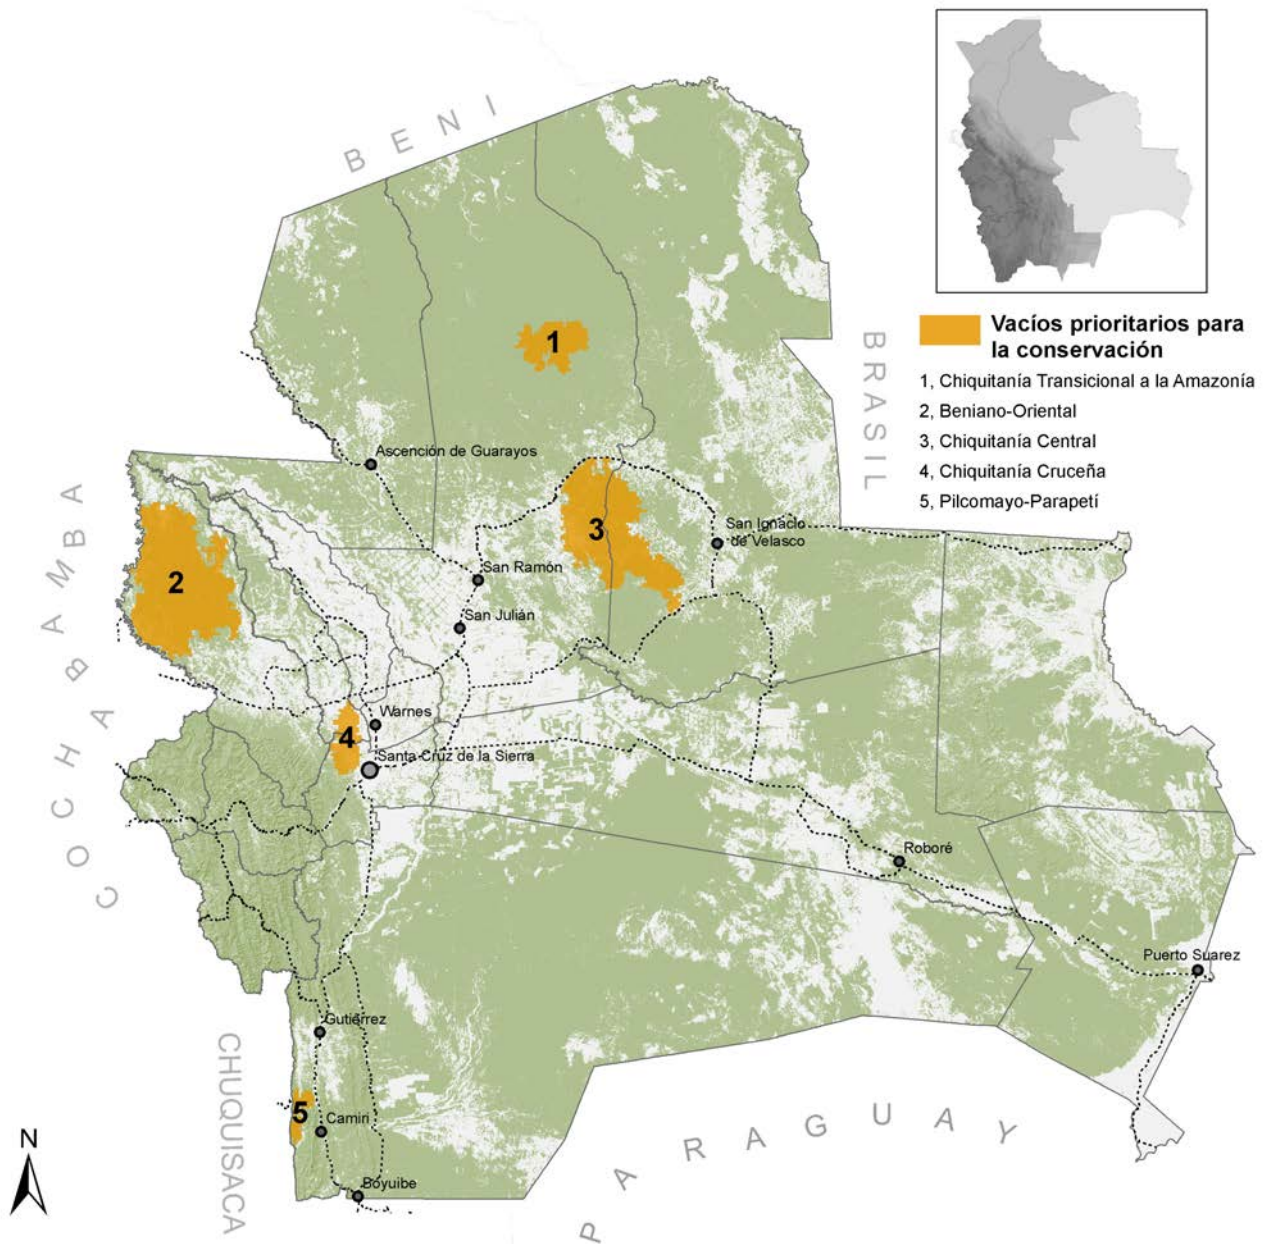 BENI
BRASIL
Vacíos prioritarios para
la conservación
1, Chiquitanía Transicional a la Amazonía
2, Beniano-Oriental
3, Chiquitanía Central
4, Chiquitanía Cruceña
5, Pilcomayo-Parapetí
1
Ascención de Guarayos
COCHABAMBA
3
San Ignacio
de Velasco
2
San Ramón
San Julián
Warnes
4
Santa Cruz de la Sierra
Roboré
Puerto Suarez
Gutiérrez
CHUQUISACA
5
Camiri
PARAGUAY
N
Boyuibe